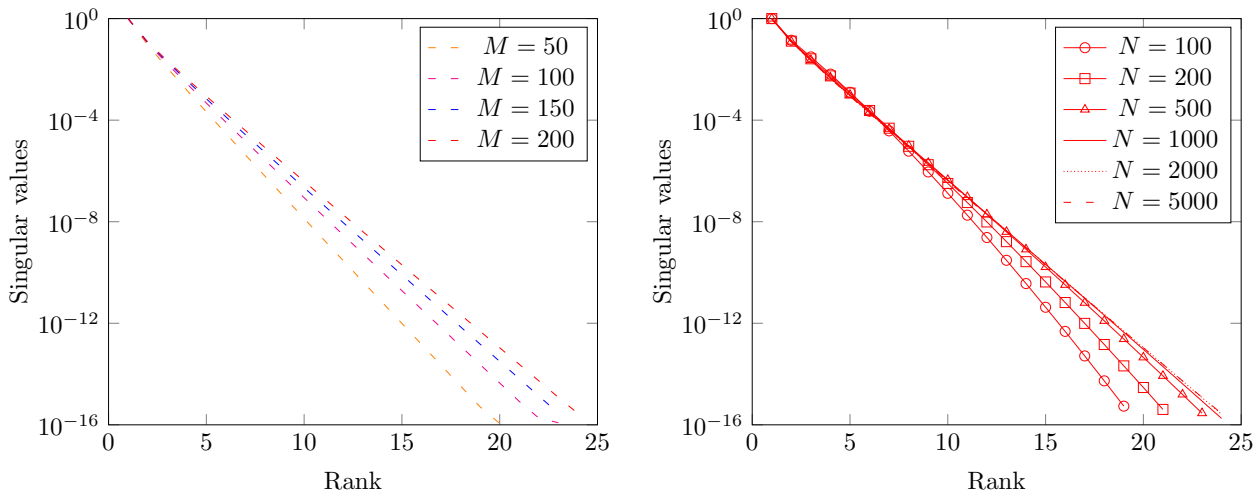 10^0
10^{-4}
10^{-8}
10^{-12}
10^{-16}
0 5 10 15 20 25
Rank
Singular values
M = 50
M = 100
M = 150
M = 200
10^0
10^{-4}
10^{-8}
10^{-12}
10^{-16}
0 5 10 15 20 25
Rank
Singular values
N = 100
N = 200
N = 500
N = 1000
N = 2000
N = 5000